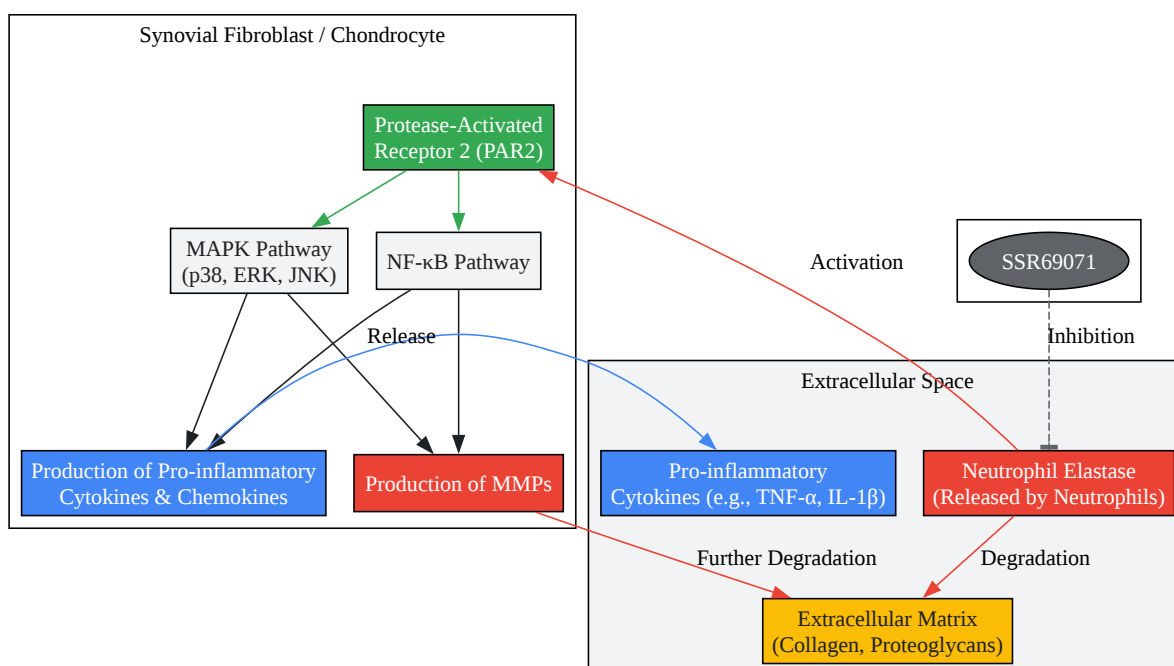 Synovial Fibroblast / Chondrocyte
Protease-Activated
Receptor 2 (PAR2)
MAPK Pathway
(p38, ERK, JNK)
NF-κB Pathway
Activation
SSR69071
Release
Inhibition
Extracellular Space
Production of Pro-inflammatory
Cytokines & Chemokines
Production of MMPs
Pro-inflammatory
Cytokines (e.g., TNF-α, IL-1β)
Neutrophil Elastase
(Released by Neutrophils)
Further Degradation
Degradation
Extracellular Matrix
(Collagen, Proteoglycans)